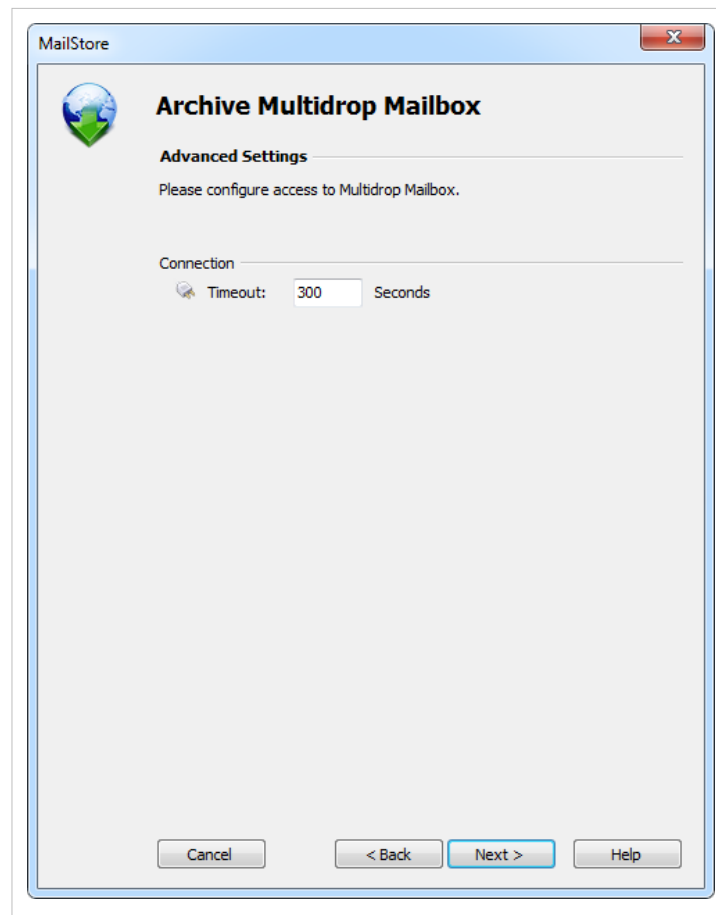 MailStore
Archive Multidrop Mailbox
Advanced Settings
Please configure access to Multidrop Mailbox.
Connection
Timeout: 300 Seconds
Cancel < Back Next > Help